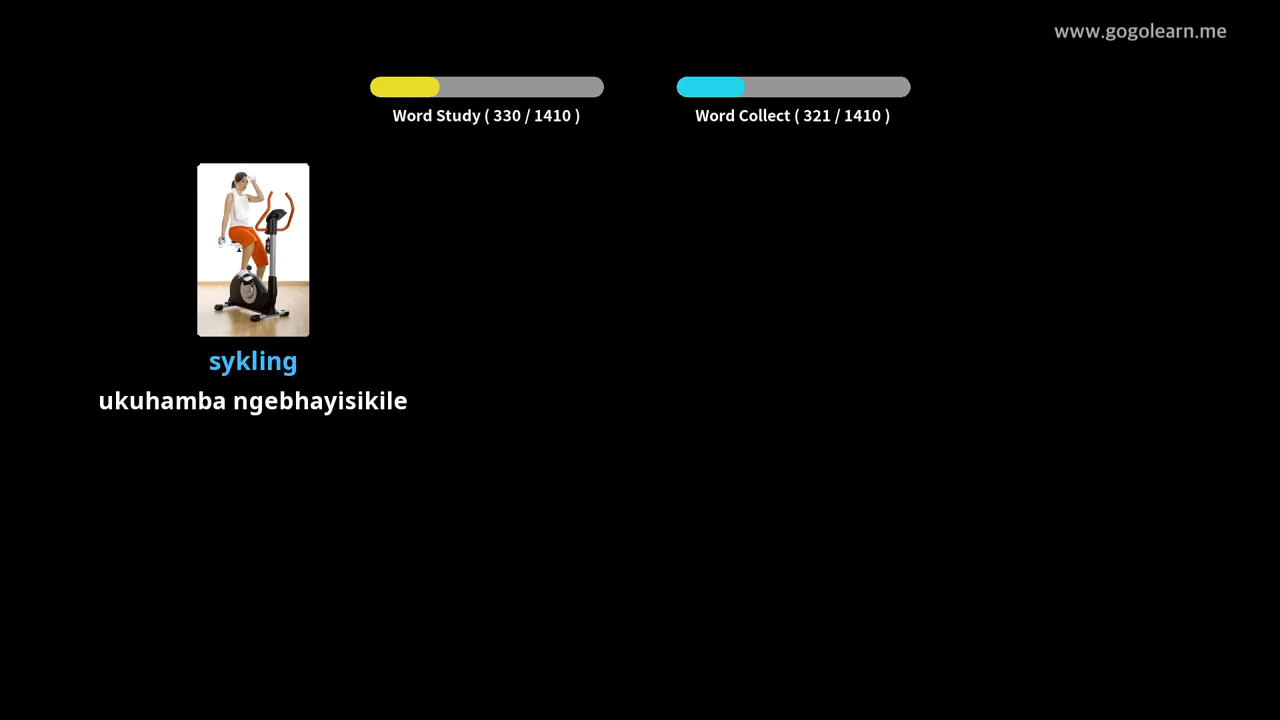 www.gogolearn.me
Word Study ( 330 / 1410 )
Word Collect ( 321 / 1410 )
sykling
ukuhamba ngebhayisikile